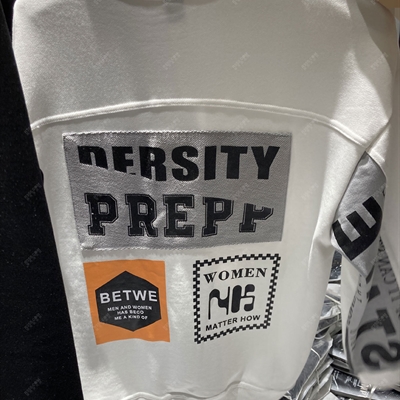 DERSITY
PREPP
BETWE
MEN AND WOMEN
HAS BECO
ME A KIND OF
WOMEN
MATTER HOW